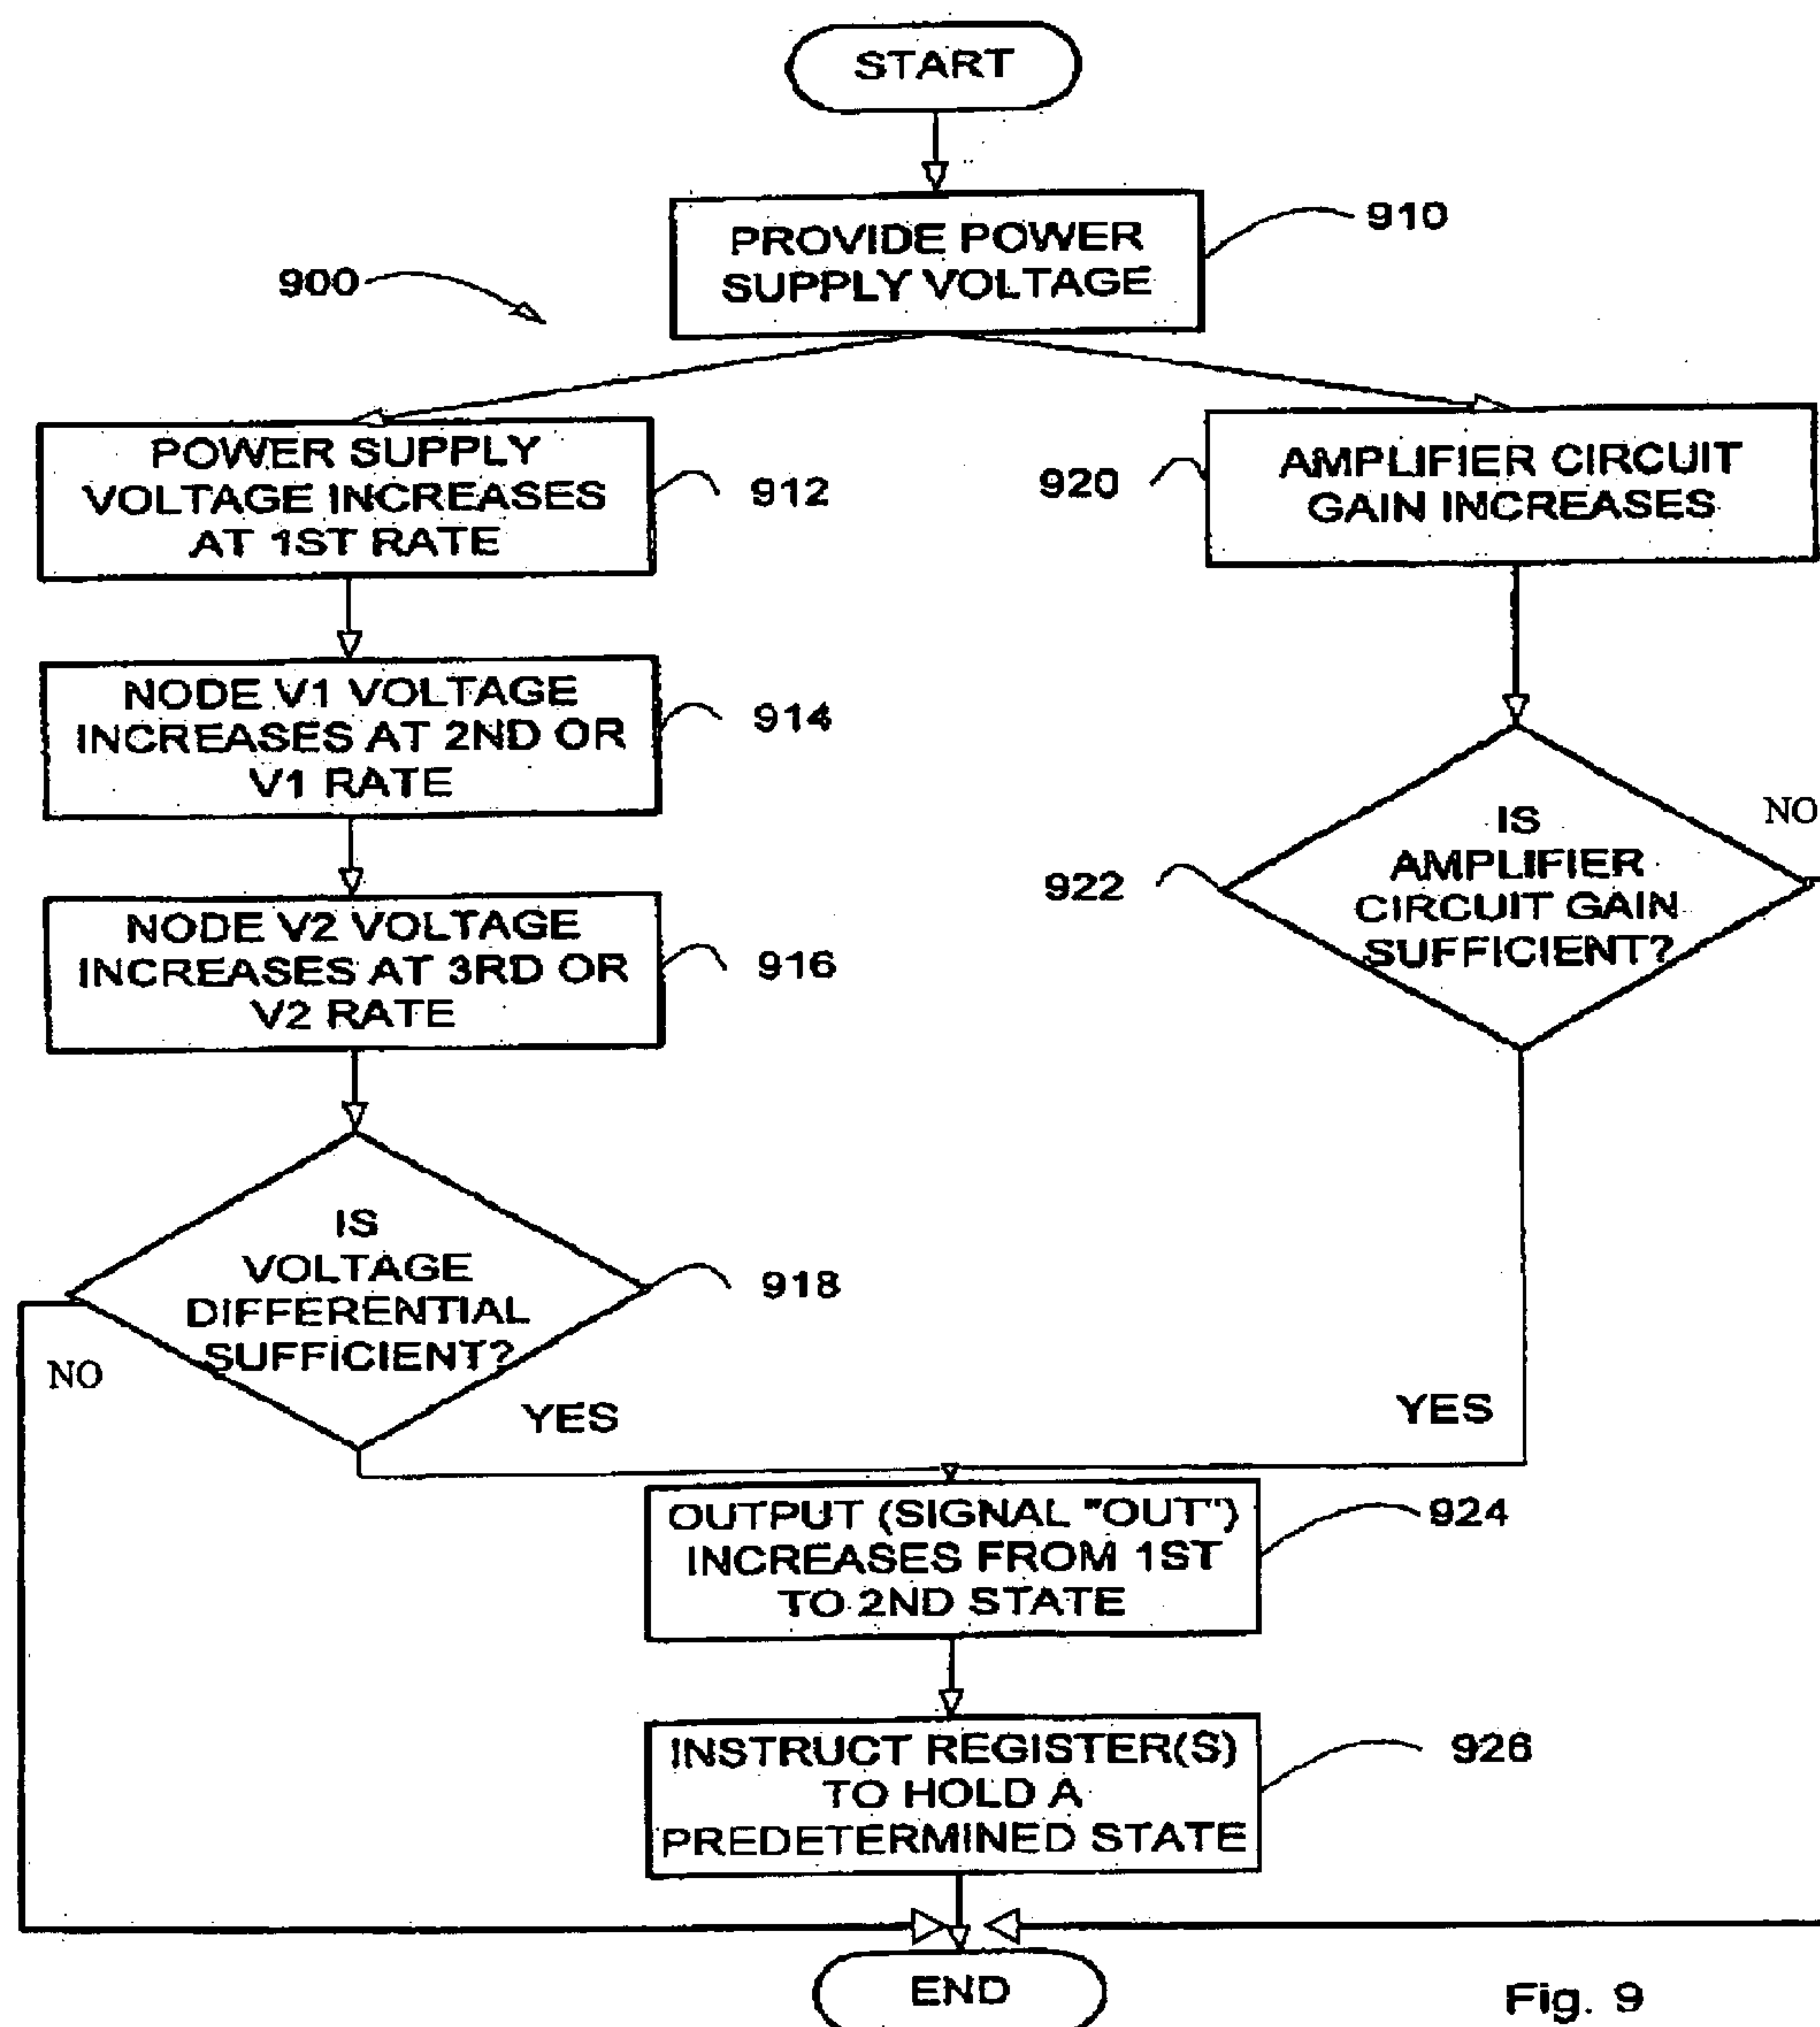 START
PROVIDE POWER
SUPPLY VOLTAGE
910
900
POWER SUPPLY
VOLTAGE INCREASES
AT 1ST RATE
912
920
AMPLIFIER CIRCUIT
GAIN INCREASES
NODE V1 VOLTAGE
INCREASES AT 2ND OR
V1 RATE
914
NODE V2 VOLTAGE
INCREASES AT 3RD OR
V2 RATE
916
922
IS
AMPLIFIER
CIRCUIT GAIN
SUFFICIENT?
NO
IS
VOLTAGE
DIFFERENTIAL
SUFFICIENT?
918
NO
YES
YES
OUTPUT (SIGNAL "OUT")
INCREASES FROM 1ST
TO 2ND STATE
924
INSTRUCT REGISTER(S)
TO HOLD A
PREDETERMINED STATE
926
END
Fig. 9